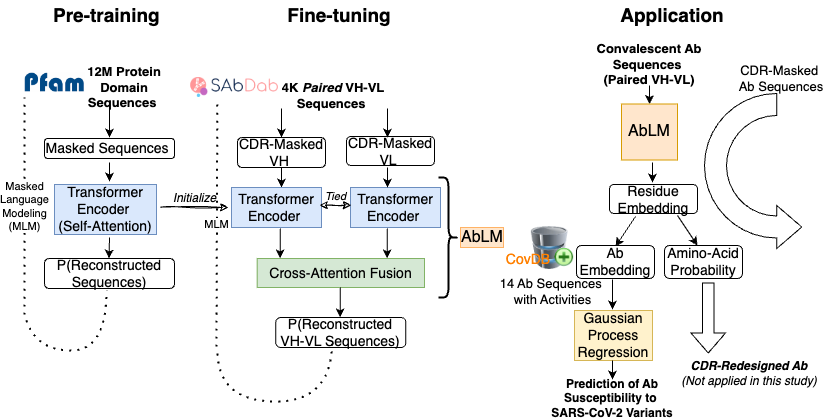 Pre-training
Fine-tuning
Application
Pfam
12M Protein
Domain
Sequences
Masked Sequences
Masked
Language
Modeling
(MLM)
Transformer
Encoder
(Self-Attention)
P(Reconstructed
Sequences)
Initialize
SAbDab
4K Paired VH-VL
Sequences
CDR-Masked
VH
CDR-Masked
VL
MLM
Transformer
Encoder
Tied
Transformer
Encoder
Cross-Attention Fusion
P(Reconstructed
VH-VL Sequences)
AbLM
Convalescent Ab
Sequences
(Paired VH-VL)
AbLM
CDR-Masked
Ab Sequences
Residue
Embedding
CovDB
14 Ab Sequences
with Activities
Ab
Embedding
Amino-Acid
Probability
Gaussian
Process
Regression
Prediction of Ab
Susceptibility to
SARS-CoV-2 Variants
CDR-Redesigned Ab
(Not applied in this study)